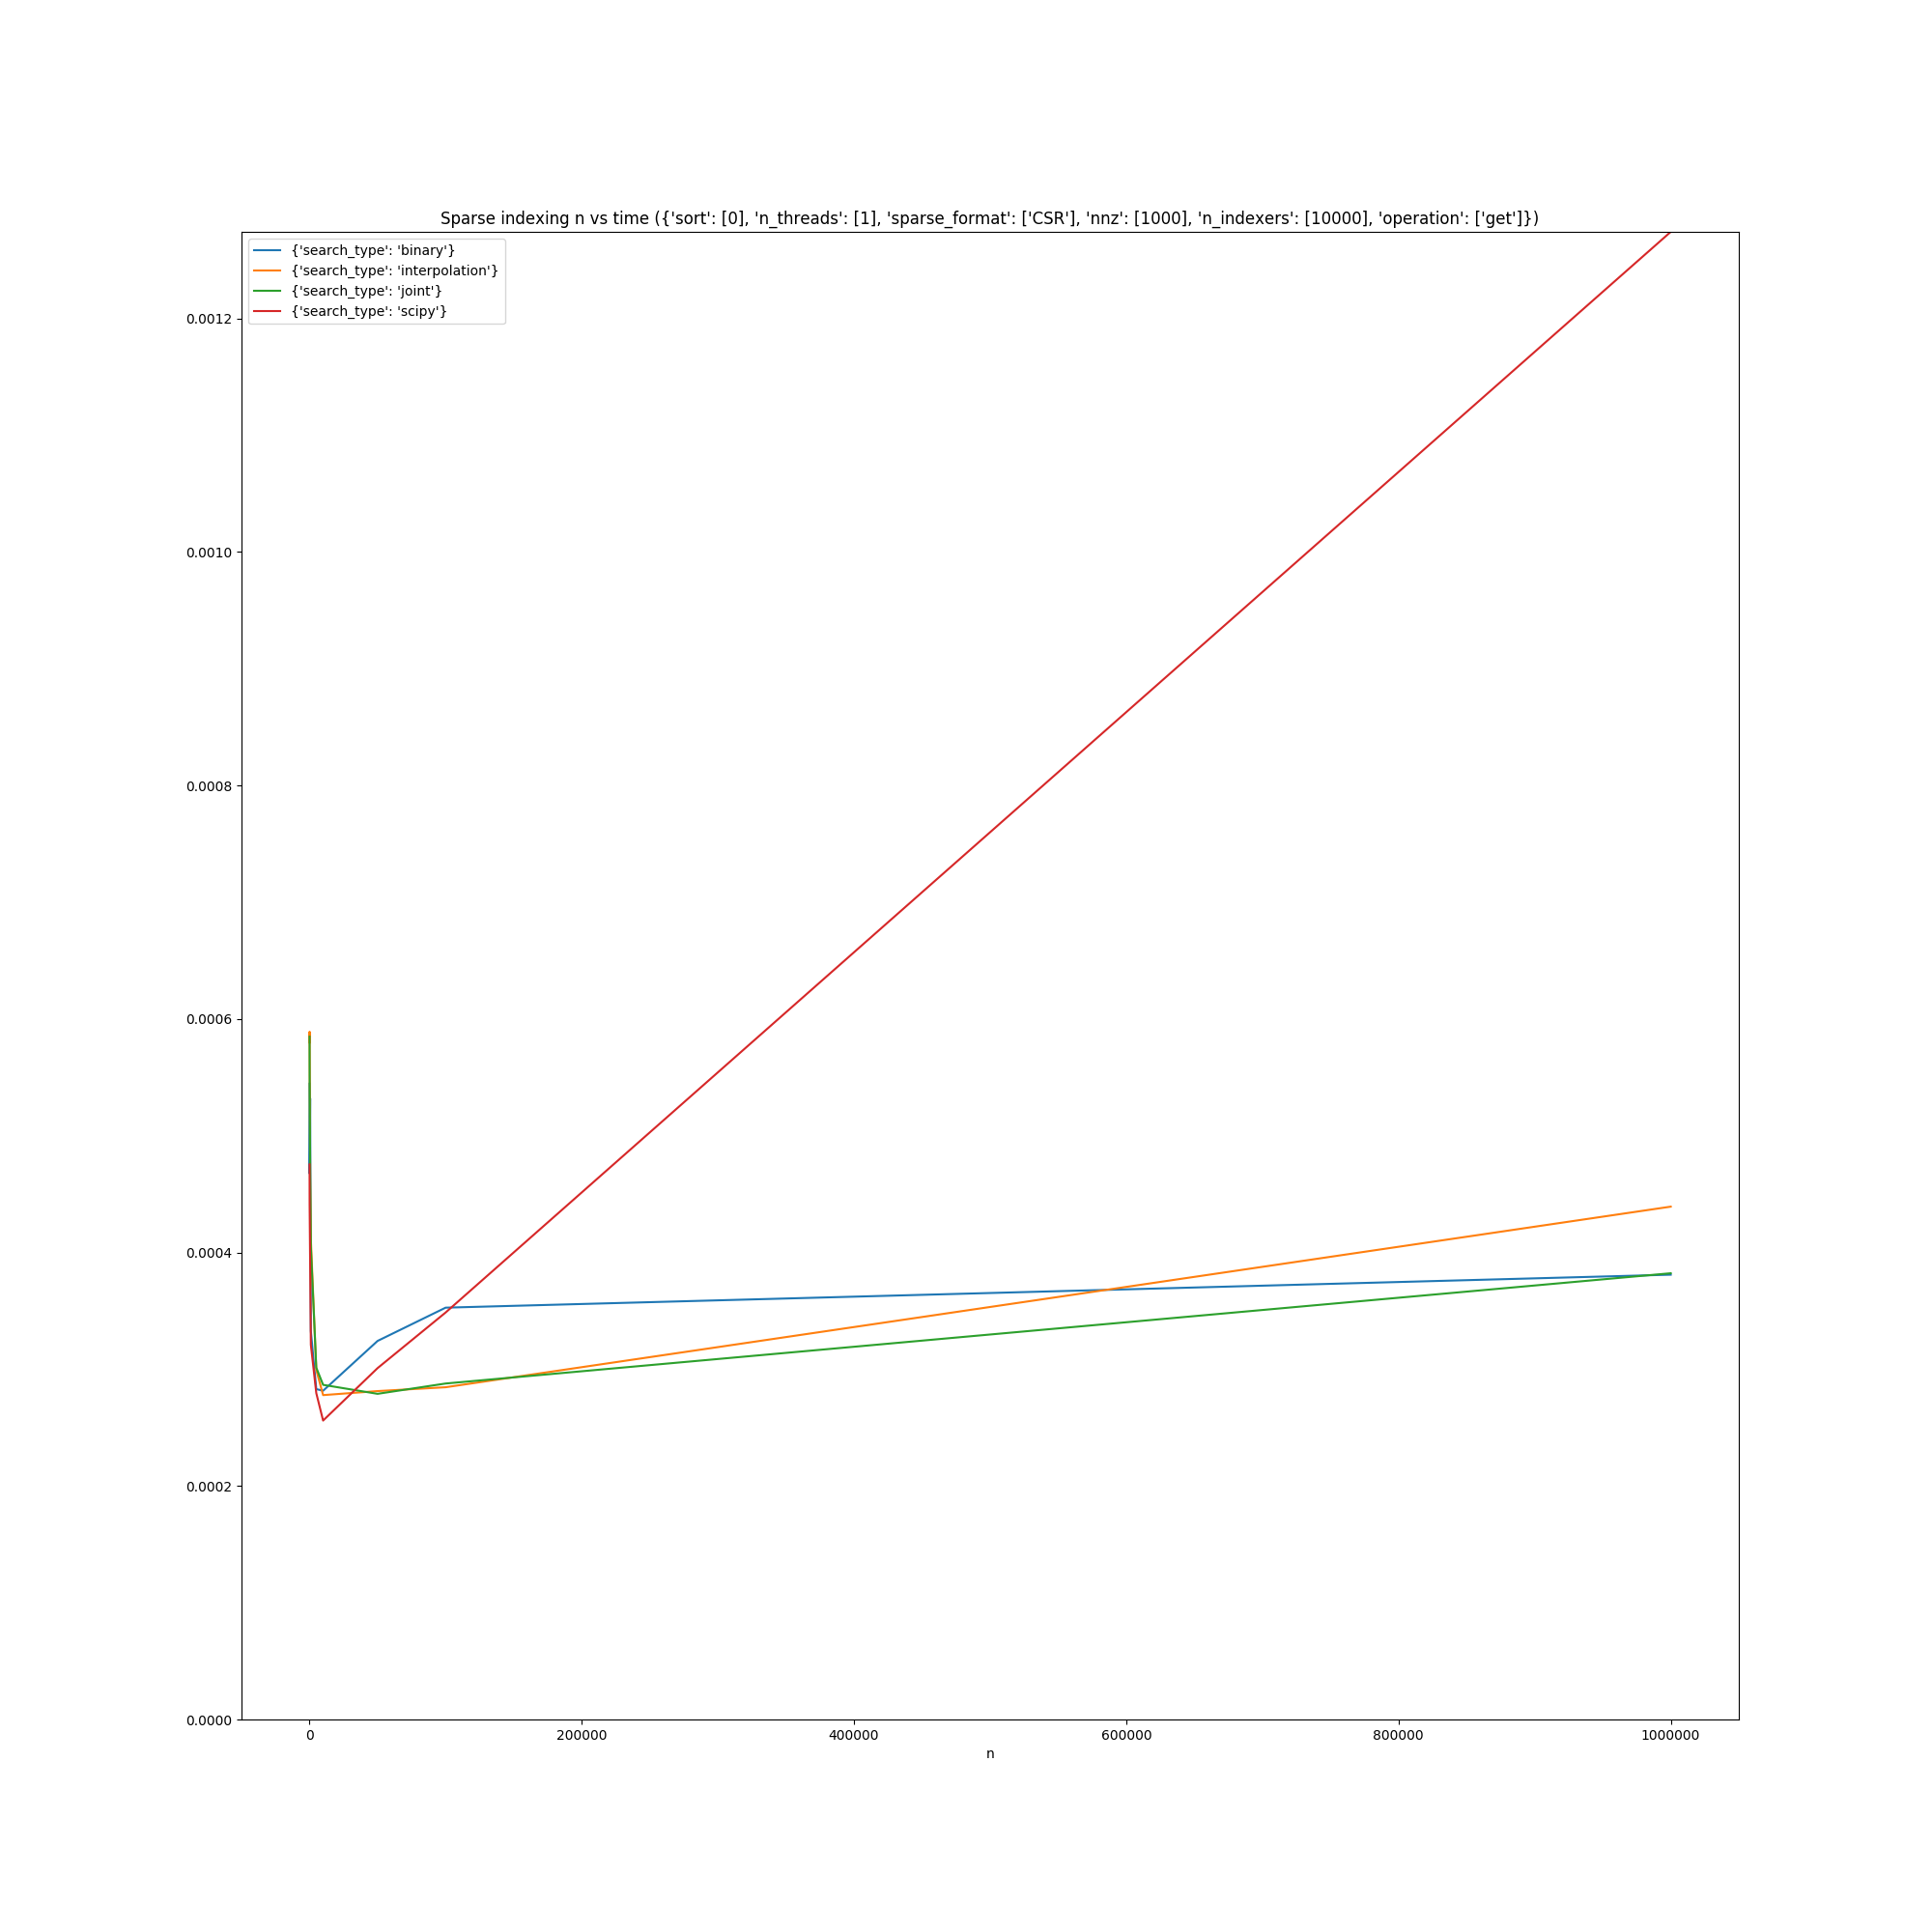 Sparse indexing n vs time ({'sort': [0], 'n_threads': [1], 'sparse_format': ['CSR'], 'nnz': [1000], 'n_indexers': [10000], 'operation': ['get']})
{'search_type': 'binary'}
{'search_type': 'interpolation'}
{'search_type': 'joint'}
{'search_type': 'scipy'}
0.0012
0.0010
0.0008
0.0006
0.0004
0.0002
0.0000
0 200000 400000 600000 800000 1000000
n